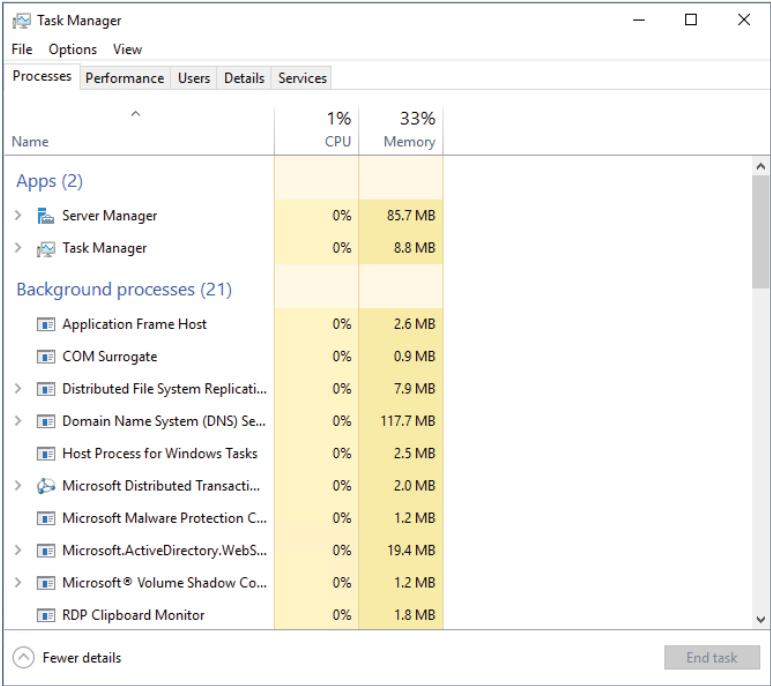 Task Manager
File Options View
Processes Performance Users Details Services
1% 33%
Name CPU Memory
Apps (2)
Server Manager 0% 85.7 MB
Task Manager 0% 8.8 MB
Background processes (21)
Application Frame Host 0% 2.6 MB
COM Surrogate 0% 0.9 MB
Distributed File System Replicati... 0% 7.9 MB
Domain Name System (DNS) Se... 0% 117.7 MB
Host Process for Windows Tasks 0% 2.5 MB
Microsoft Distributed Transacti... 0% 2.0 MB
Microsoft Malware Protection C... 0% 1.2 MB
Microsoft.ActiveDirectory.WebS... 0% 19.4 MB
Microsoft® Volume Shadow Co... 0% 1.2 MB
RDP Clipboard Monitor 0% 1.8 MB
Fewer details End task